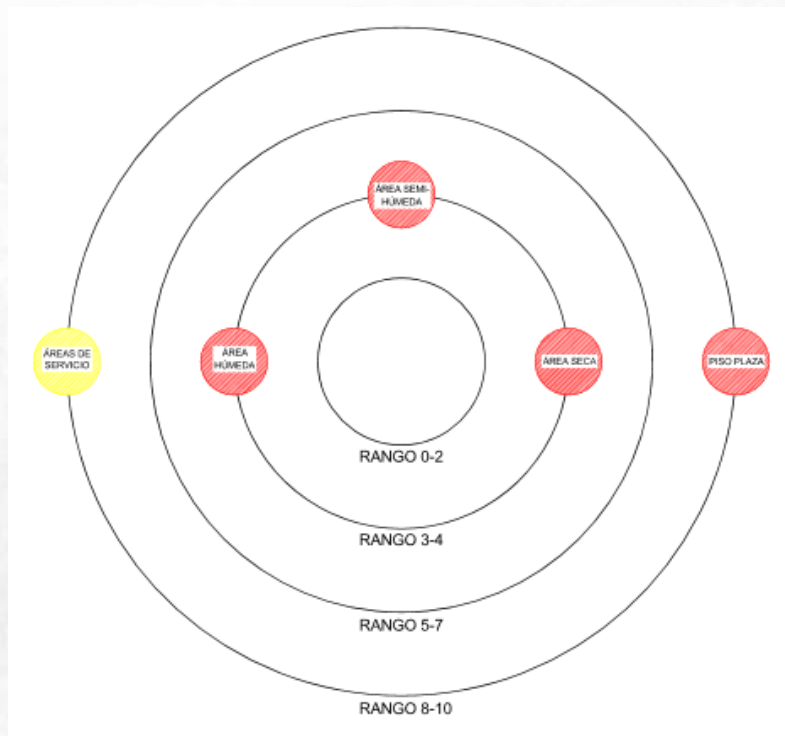 ÁREA SEMI-
HÚMEDA
ÁREAS DE
SERVICIO
ÁREA
HÚMEDA
ÁREA SECA
PISO PLAZA
RANGO 0-2
RANGO 3-4
RANGO 5-7
RANGO 8-10